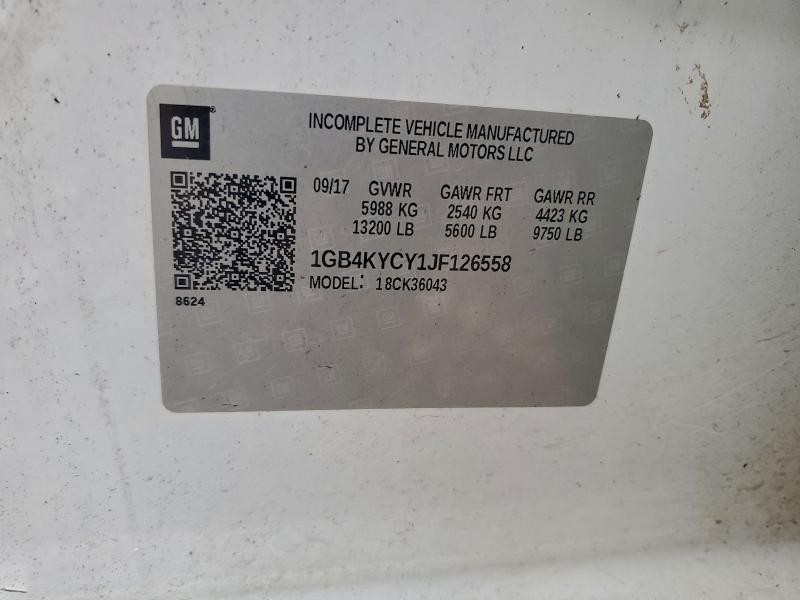 GM
INCOMPLETE VEHICLE MANUFACTURED
BY GENERAL MOTORS LLC
09/17 GVWR GAWR FRT GAWR RR
5988 KG 2540 KG 4423 KG
13200 LB 5600 LB 9750 LB
1GB4KYCY1JF126558
MODEL: 18CK36043
8624